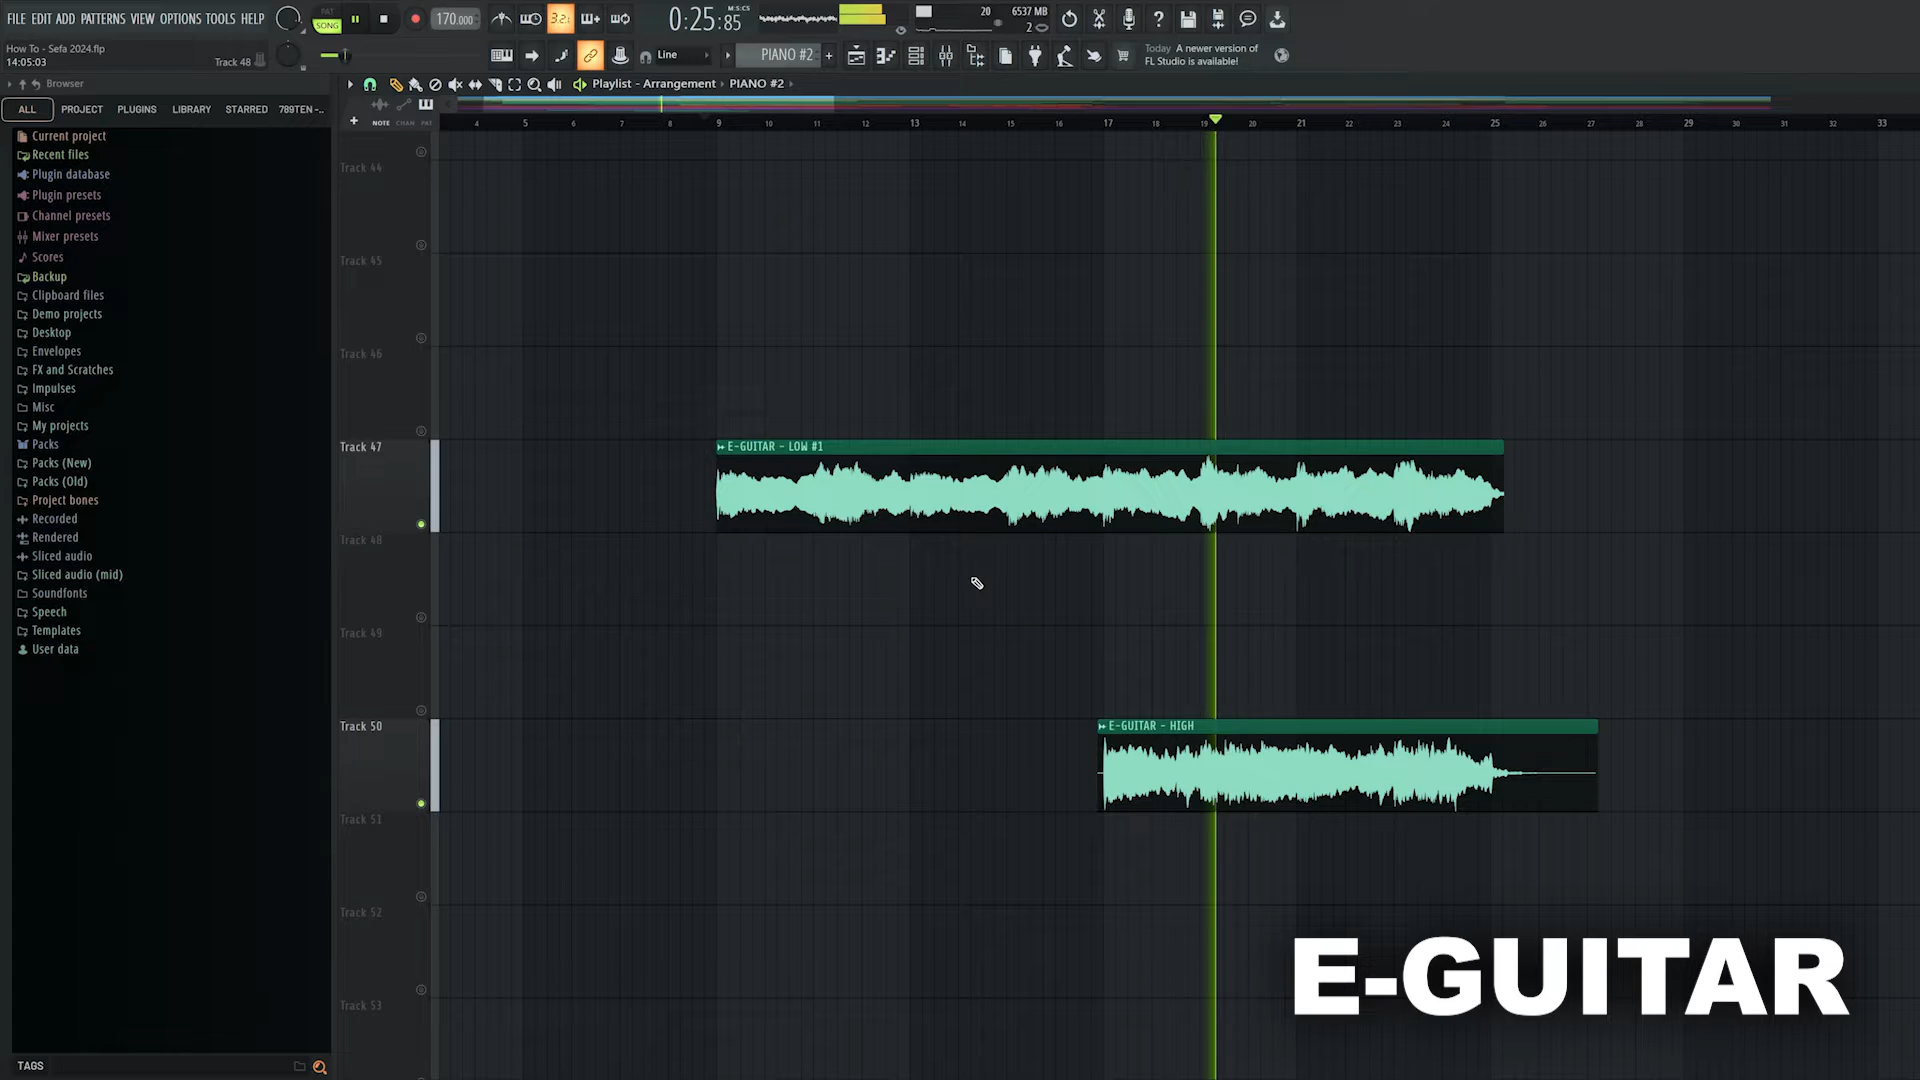 FILE EDIT ADD PATTERNS VIEW OPTIONS TOOLS HELP
PAT
SONG
3.2.
170.000
0:25:85
M:S:CS
20
6537 MB
2
How To - Sefa 2024.flp
14:05:03
Track 48
Line
PIANO #2
Today A newer version of
FL Studio is available!
Browser
Playlist - Arrangement › PIANO #2 ›
ALL
PROJECT
PLUGINS
LIBRARY
STARRED
789TEN -..
NOTE
CHAN
PAT
4 5 6 7 8 9 10 11 12 13 14 15 16 17 18 19 20 21 22 23 24 25 26 27 28 29 30 31 32 33
Current project
Recent files
Plugin database
Plugin presets
Channel presets
Mixer presets
Scores
Backup
Clipboard files
Demo projects
Desktop
Envelopes
FX and Scratches
Impulses
Misc
My projects
Packs
Packs (New)
Packs (Old)
Project bones
Recorded
Rendered
Sliced audio
Sliced audio (mid)
Soundfonts
Speech
Templates
User data
Track 44
Track 45
Track 46
Track 47
E-GUITAR - LOW #1
Track 48
Track 49
Track 50
E-GUITAR - HIGH
Track 51
Track 52
Track 53
E-GUITAR
TAGS